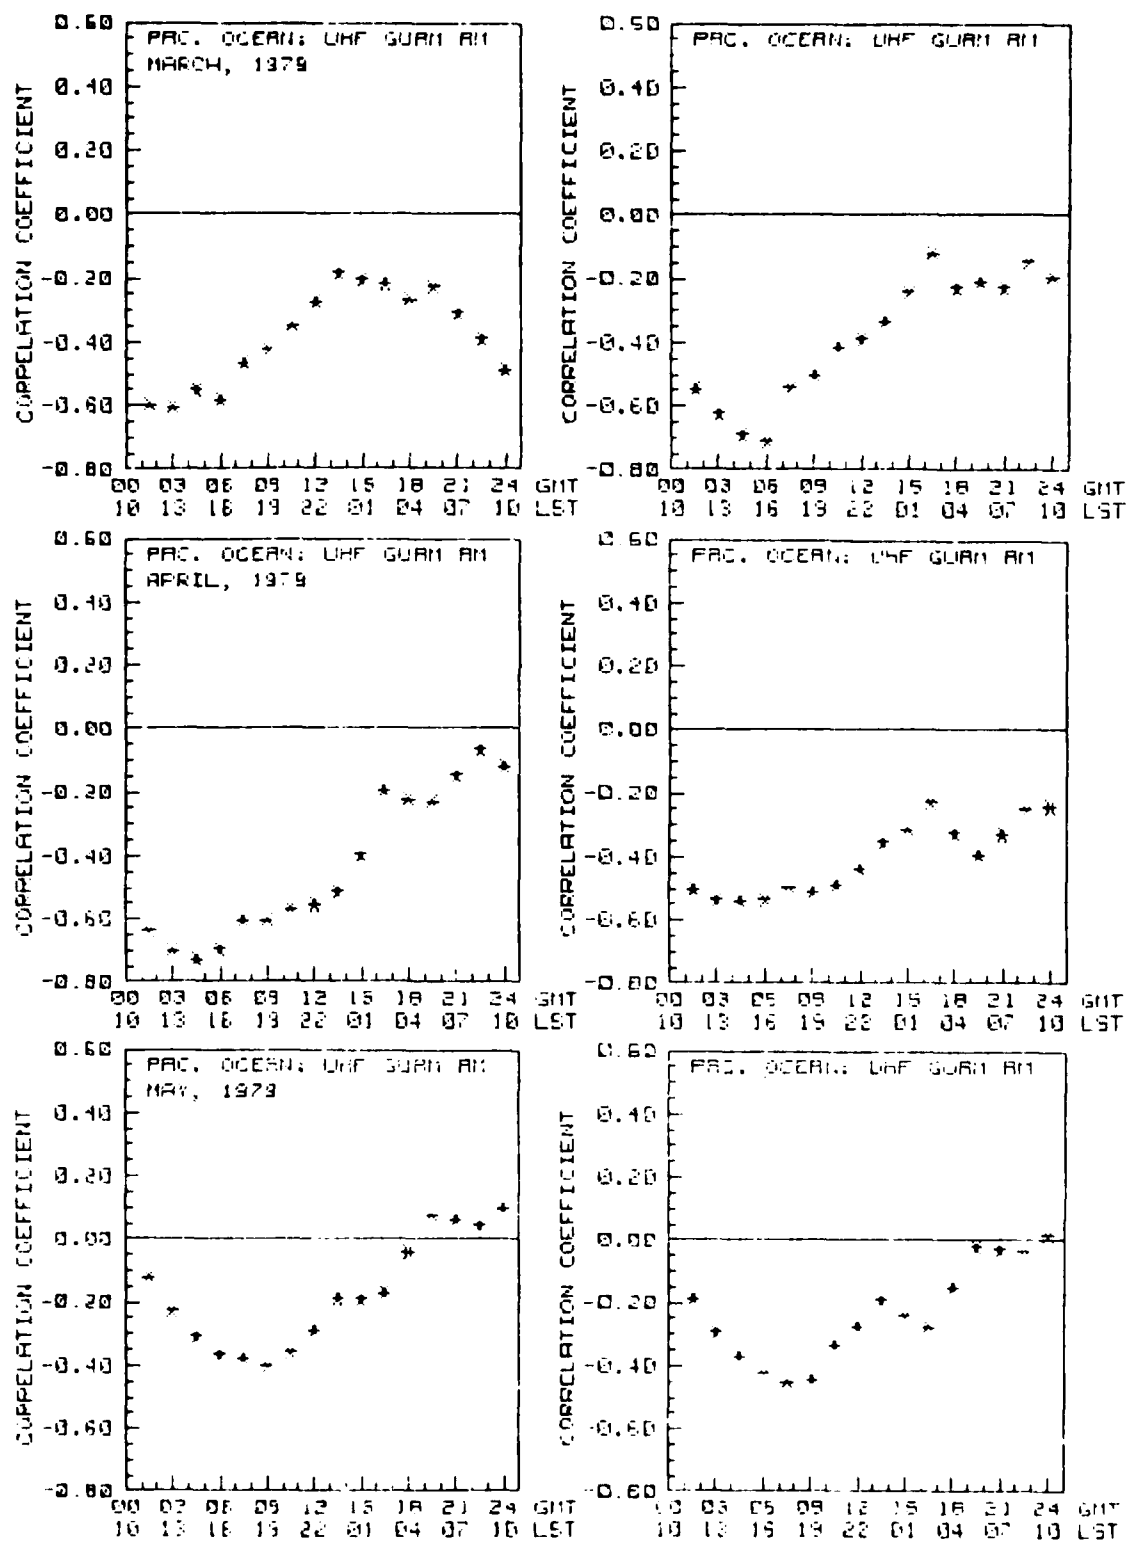 CORRELATION COEFFICIENT
0.60
0.40
0.20
0.00
-0.20
-0.40
-0.60
-0.80
PAC. OCEAN: UHF GUAM AM
MARCH, 1979
00 03 06 09 12 15 18 21 24 GMT
10 13 16 19 22 01 04 07 10 LST
CORRELATION COEFFICIENT
0.60
0.40
0.20
0.00
-0.20
-0.40
-0.60
-0.80
PAC. OCEAN: UHF GUAM AM
00 03 06 09 12 15 18 21 24 GMT
10 13 16 19 22 01 04 07 10 LST
CORRELATION COEFFICIENT
0.60
0.40
0.20
0.00
-0.20
-0.40
-0.60
-0.80
PAC. OCEAN: UHF GUAM AM
APRIL, 1979
00 03 06 09 12 15 18 21 24 GMT
10 13 16 19 22 01 04 07 10 LST
CORRELATION COEFFICIENT
0.60
0.40
0.20
0.00
-0.20
-0.40
-0.60
-0.80
PAC. OCEAN: UHF GUAM AM
00 03 06 09 12 15 18 21 24 GMT
10 13 16 19 22 01 04 07 10 LST
CORRELATION COEFFICIENT
0.60
0.40
0.20
0.00
-0.20
-0.40
-0.60
-0.80
PAC. OCEAN: UHF GUAM AM
MAY, 1979
00 03 06 09 12 15 18 21 24 GMT
10 13 16 19 22 01 04 07 10 LST
CORRELATION COEFFICIENT
0.60
0.40
0.20
0.00
-0.20
-0.40
-0.60
-0.80
PAC. OCEAN: UHF GUAM AM
00 03 06 09 12 15 18 21 24 GMT
10 13 16 19 22 01 04 07 10 LST